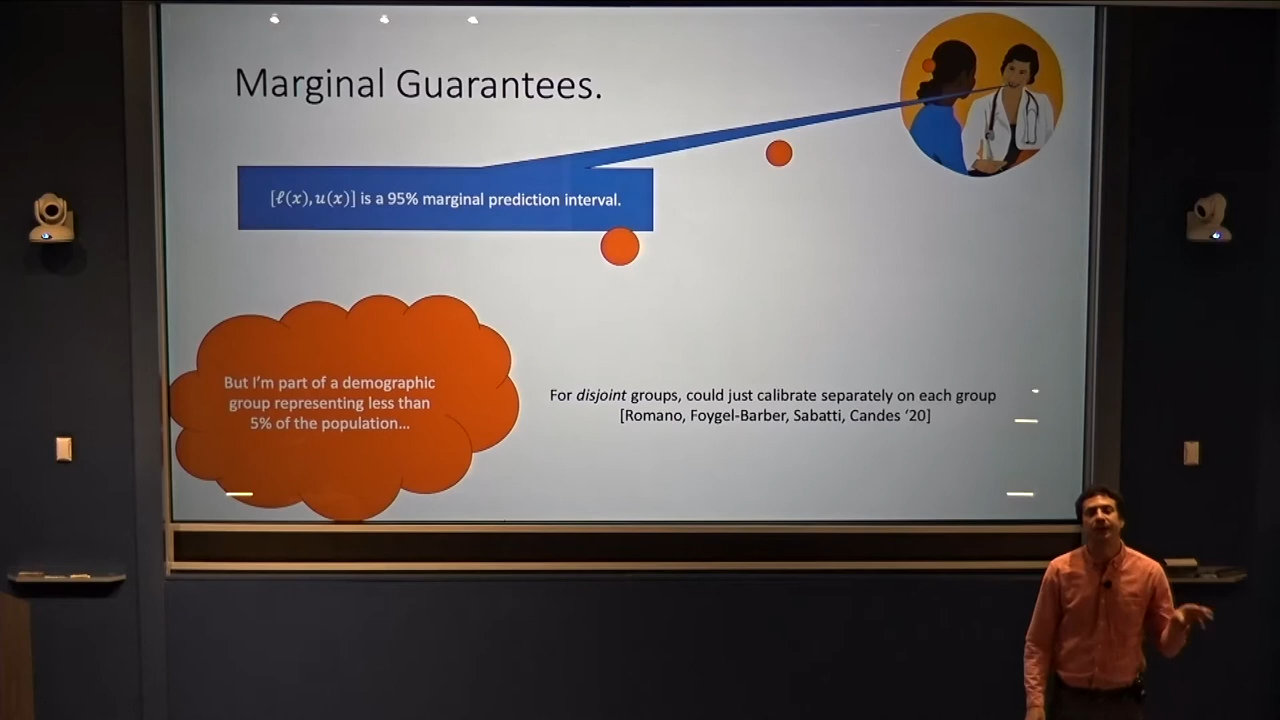 Marginal Guarantees.
[ℓ(x), u(x)] is a 95% marginal prediction interval.
But I'm part of a demographic
group representing less than
5% of the population…
For disjoint groups, could just calibrate separately on each group
[Romano, Foygel-Barber, Sabatti, Candes ‘20]